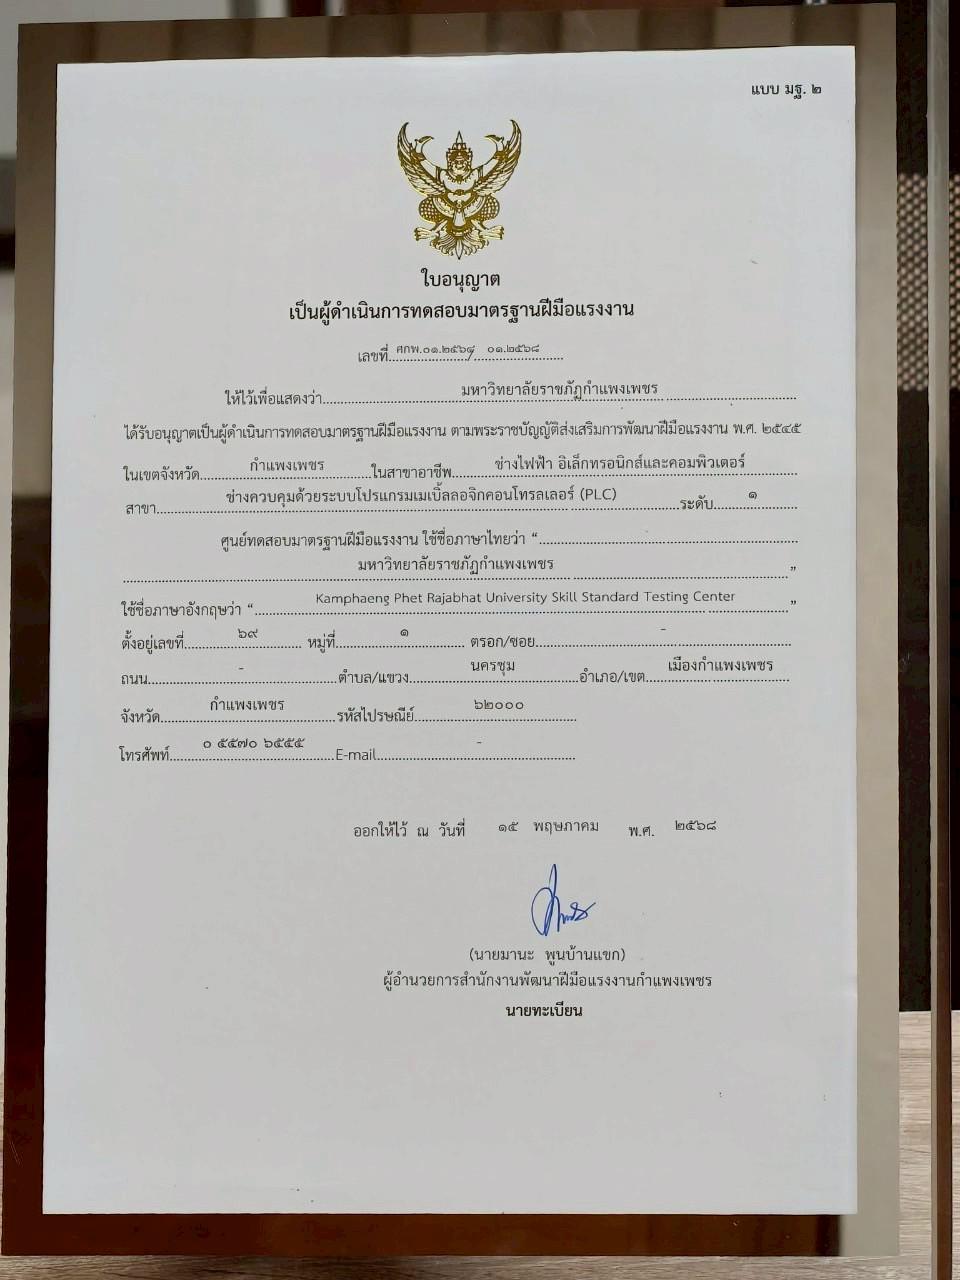 แบบ มฐ. ๒
ใบอนุญาต
เป็นผู้ดำเนินการทดสอบมาตรฐานฝีมือแรงงาน
เลขที่ ศกพ.๐๑.๒๕๖๘/ ๐๑.๒๕๖๘
ให้ไว้เพื่อแสดงว่า มหาวิทยาลัยราชภัฏกำแพงเพชร
ได้รับอนุญาตเป็นผู้ดำเนินการทดสอบมาตรฐานฝีมือแรงงาน ตามพระราชบัญญัติส่งเสริมการพัฒนาฝีมือแรงงาน พ.ศ. ๒๕๔๕
ในเขตจังหวัด กำแพงเพชร ในสาขาอาชีพ ช่างไฟฟ้า อิเล็กทรอนิกส์และคอมพิวเตอร์
สาขา ช่างควบคุมด้วยระบบโปรแกรมเมเบิ้ลลอจิกคอนโทรลเลอร์ (PLC) ระดับ ๑
ศูนย์ทดสอบมาตรฐานฝีมือแรงงาน ใช้ชื่อภาษาไทยว่า “
มหาวิทยาลัยราชภัฏกำแพงเพชร ”
ใช้ชื่อภาษาอังกฤษว่า “ Kamphaeng Phet Rajabhat University Skill Standard Testing Center ”
ตั้งอยู่เลขที่ ๖๙ หมู่ที่ ๑ ตรอก/ซอย -
ถนน - ตำบล/แขวง นครชุม อำเภอ/เขต เมืองกำแพงเพชร
จังหวัด กำแพงเพชร รหัสไปรษณีย์ ๖๒๐๐๐
โทรศัพท์ ๐ ๕๕๗๐ ๖๕๕๕ E-mail -
ออกให้ไว้ ณ วันที่ ๑๕ พฤษภาคม พ.ศ. ๒๕๖๘
(นายมานะ พูนบ้านแขก)
ผู้อำนวยการสำนักงานพัฒนาฝีมือแรงงานกำแพงเพชร
นายทะเบียน